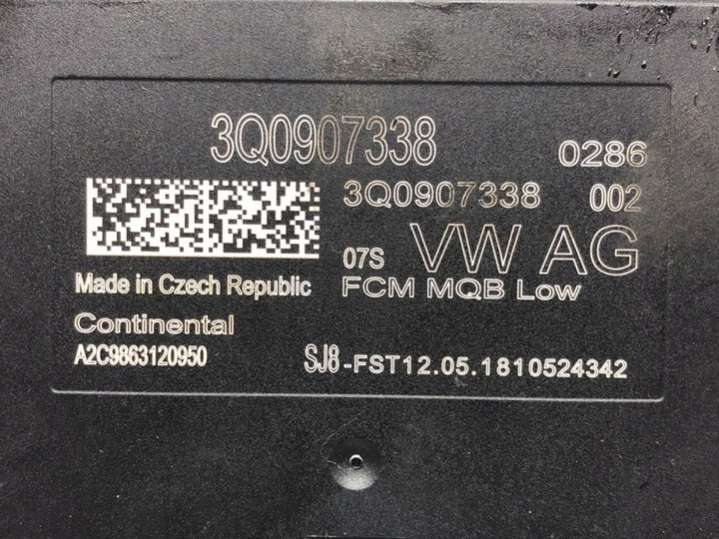 3Q0907338
0286
3Q0907338 002
07S VW AG
Made in Czech Republic FCM MQB Low
Continental
A2C9863120950 SJ8-FST12.05.1810524342